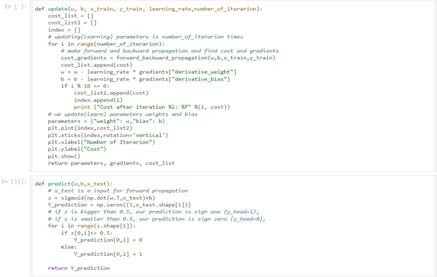 In [ ]:
def update(w, b, x_train, y_train, learning_rate,number_of_iterarion):
cost_list = []
cost_list2 = []
index = []
# updating(learning) parameters is number_of_iterarion times
for i in range(number_of_iterarion):
# make forward and backward propagation and find cost and gradients
cost,gradients = forward_backward_propagation(w,b,x_train,y_train)
cost_list.append(cost)
w = w - learning_rate * gradients["derivative_weight"]
b = b - learning_rate * gradients["derivative_bias"]
if i % 10 == 0:
cost_list2.append(cost)
index.append(i)
print ("Cost after iteration %i: %f" %(i, cost))
# we update(learn) parameters weights and bias
parameters = {"weight": w,"bias": b}
plt.plot(index,cost_list2)
plt.xticks(index,rotation='vertical')
plt.xlabel("Number of Iterarion")
plt.ylabel("Cost")
plt.show()
return parameters, gradients, cost_list
In [11]:
def predict(w,b,x_test):
# x_test is a input for forward propagation
z = sigmoid(np.dot(w.T,x_test)+b)
Y_prediction = np.zeros((1,x_test.shape[1]))
# if z is bigger than 0.5, our prediction is sign one (y_head=1),
# if z is smaller than 0.5, our prediction is sign zero (y_head=0),
for i in range(z.shape[1]):
if z[0,i]<= 0.5:
Y_prediction[0,i] = 0
else:
Y_prediction[0,i] = 1
return Y_prediction